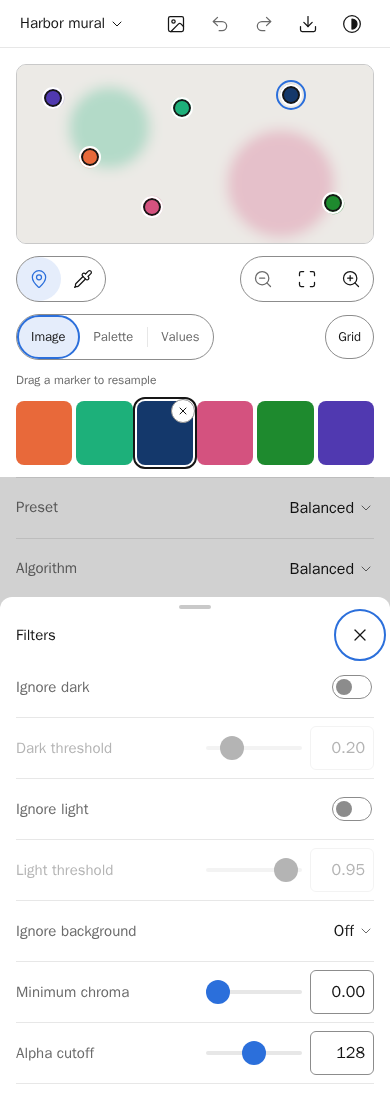 Harbor mural
Image Palette Values Grid
Drag a marker to resample
Preset Balanced
Algorithm Balanced
Filters
Ignore dark
Dark threshold 0.20
Ignore light
Light threshold 0.95
Ignore background Off
Minimum chroma 0.00
Alpha cutoff 128